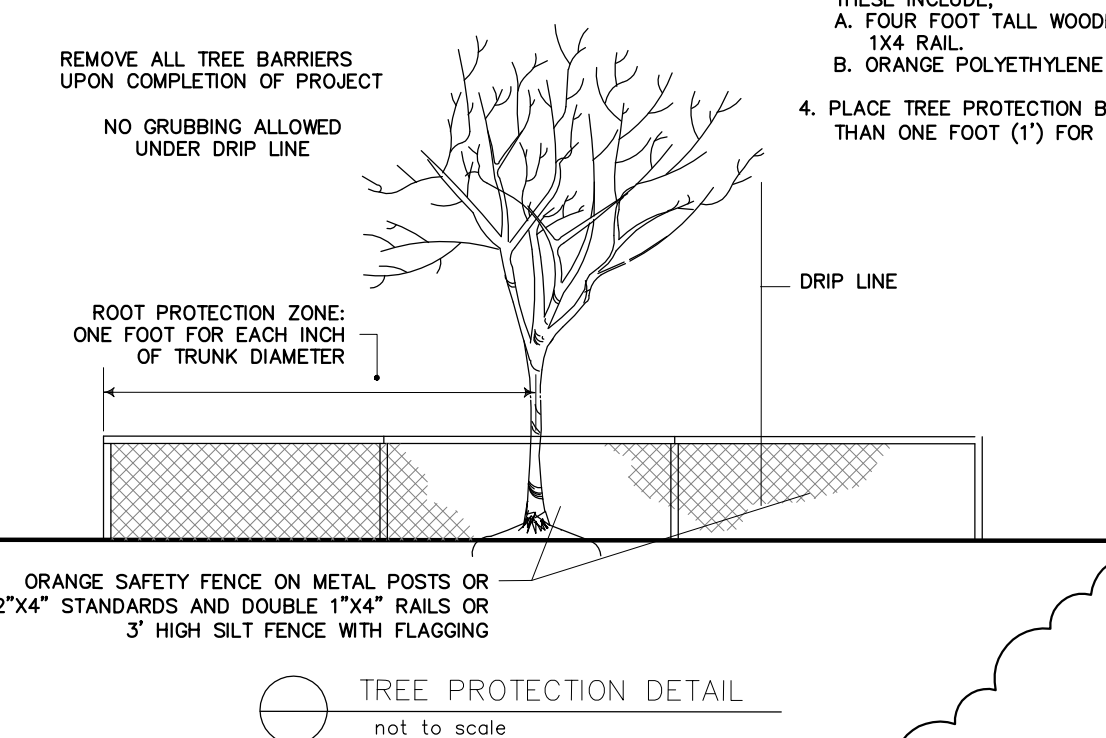 REMOVE ALL TREE BARRIERS
UPON COMPLETION OF PROJECT
NO GRUBBING ALLOWED
UNDER DRIP LINE
THESE INCLUDE,
A. FOUR FOOT TALL
1X4 RAIL.
B. ORANGE POLYETHYLENE
4. PLACE TREE PROTECTION
THAN ONE FOOT (1') FOR
DRIP LINE
ROOT PROTECTION ZONE:
ONE FOOT FOR EACH INCH
OF TRUNK DIAMETER
ORANGE SAFETY FENCE ON METAL POSTS OR
2"X4" STANDARDS AND DOUBLE 1"X4" RAILS OR
3' HIGH SILT FENCE WITH FLAGGING
TREE PROTECTION DETAIL
not to scale